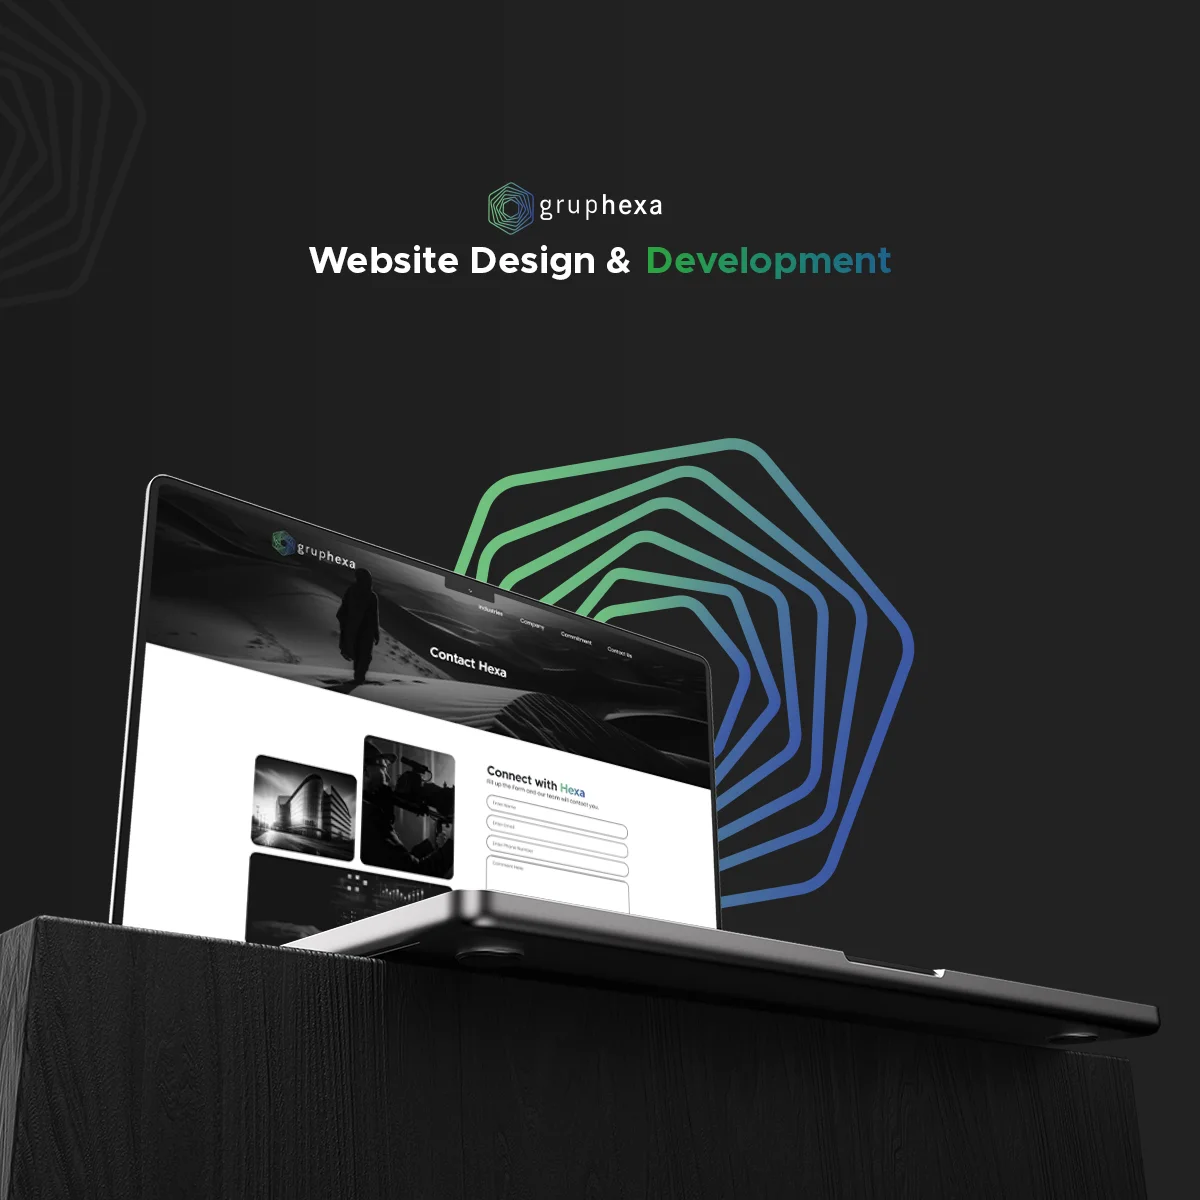 gruphexa
Website Design & Development
gruphexa
Industries Company Commitment Contact Us
Contact Hexa
Connect with Hexa
Fill up the Form and our team will contact you.
Enter Name
Enter Email
Enter Phone Number
Comment Here